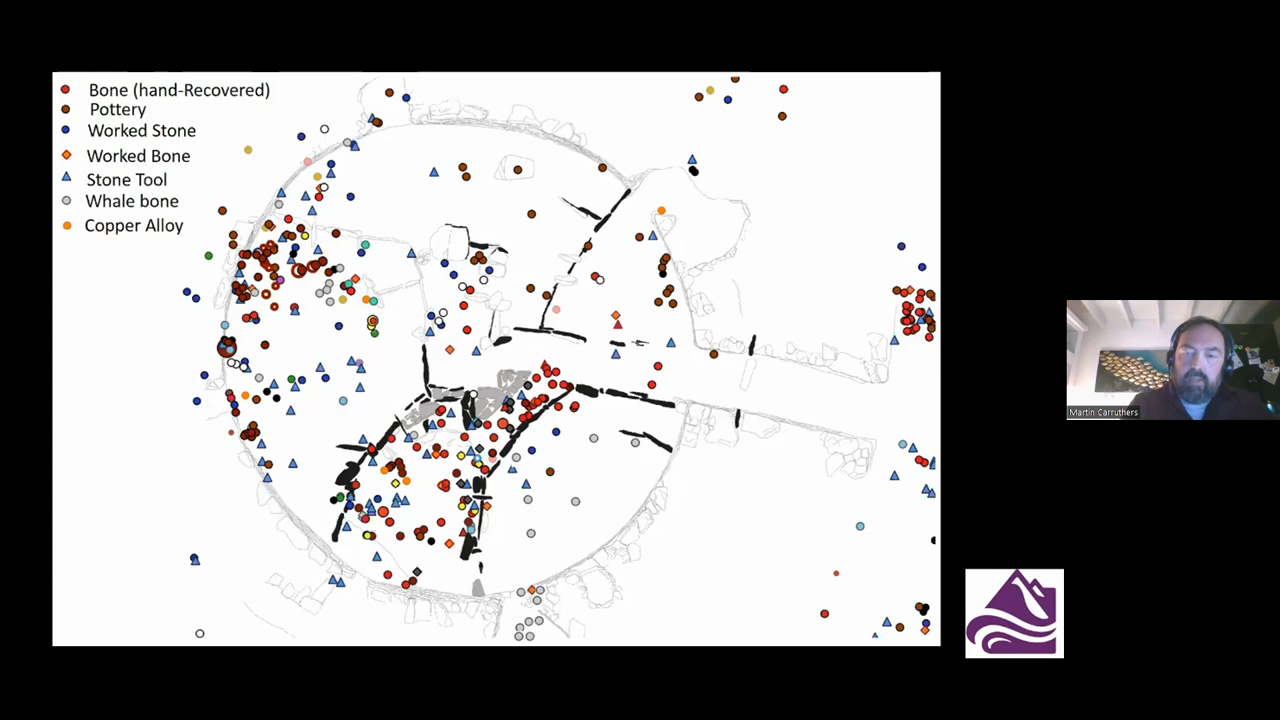 Bone (hand-Recovered)
Pottery
Worked Stone
Worked Bone
Stone Tool
Whale bone
Copper Alloy
Martin Carruthers